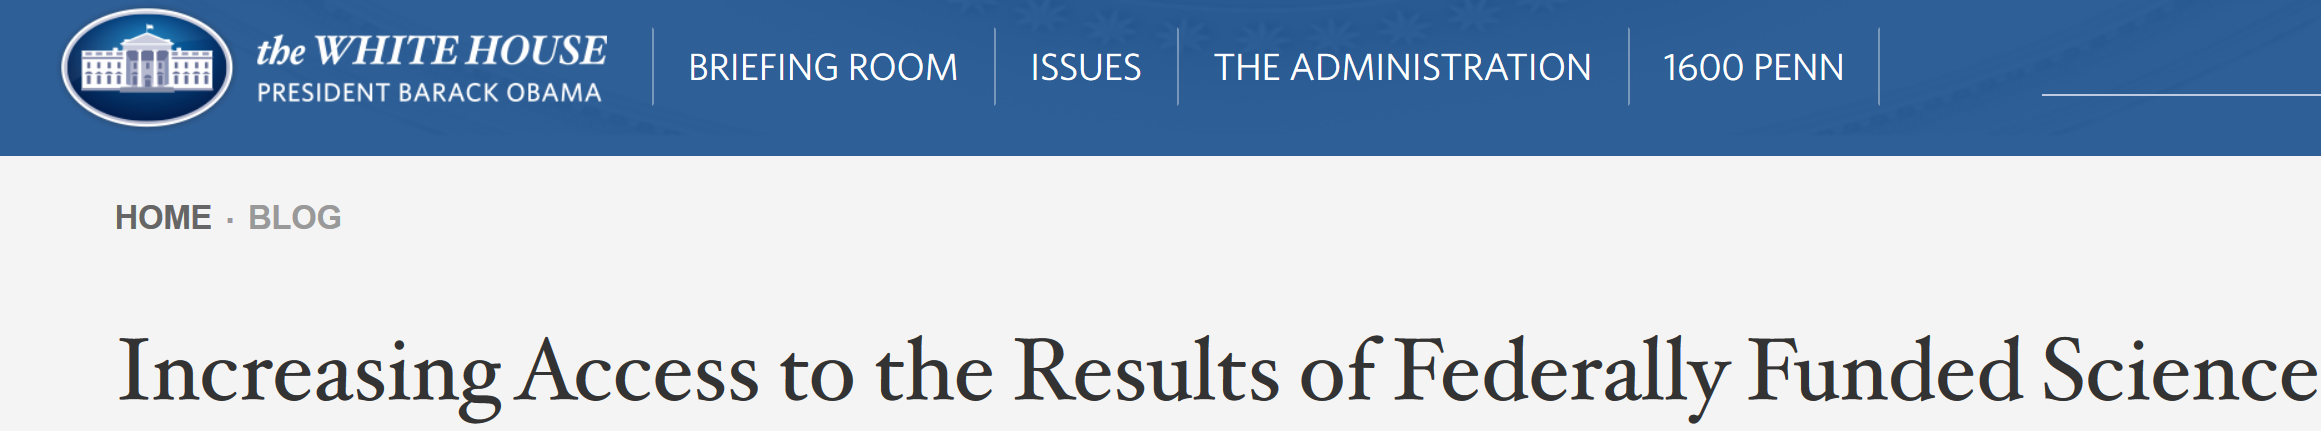 the WHITE HOUSE
PRESIDENT BARACK OBAMA
BRIEFING ROOM
ISSUES
THE ADMINISTRATION
1600 PENN
HOME · BLOG
Increasing Access to the Results of Federally Funded Science